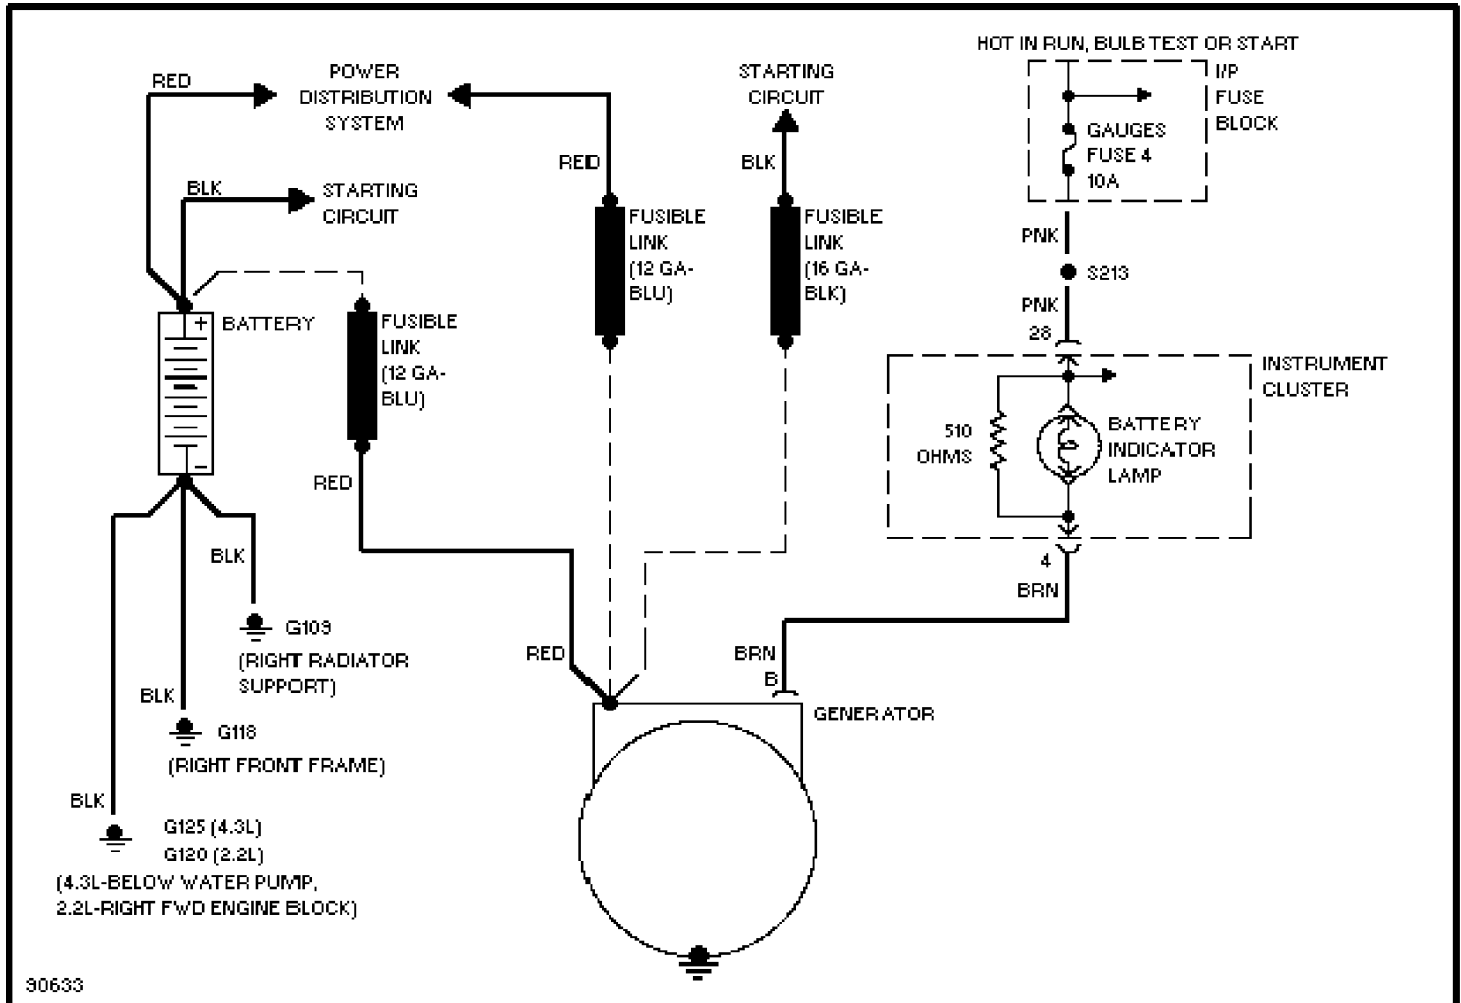 HOT IN RUN, BULB TEST OR START
RED
POWER
DISTRIBUTION
SYSTEM
RED
STARTING
CIRCUIT
BLK
I/P
FUSE
BLOCK
GAUGES
FUSE 4
10A
BLK
STARTING
CIRCUIT
FUSIBLE
LINK
(12 GA-
BLU)
FUSIBLE
LINK
(16 GA-
BLK)
PNK
S213
PNK
28
+
BATTERY
-
FUSIBLE
LINK
(12 GA-
BLU)
RED
INSTRUMENT
CLUSTER
510
OHMS
BATTERY
INDICATOR
LAMP
4
BRN
BLK
G109
(RIGHT RADIATOR
SUPPORT)
RED
BRN
B
GENERATOR
BLK
G118
(RIGHT FRONT FRAME)
BLK
G125 (4.3L)
G120 (2.2L)
(4.3L-BELOW WATER PUMP,
2.2L-RIGHT FWD ENGINE BLOCK)
90633